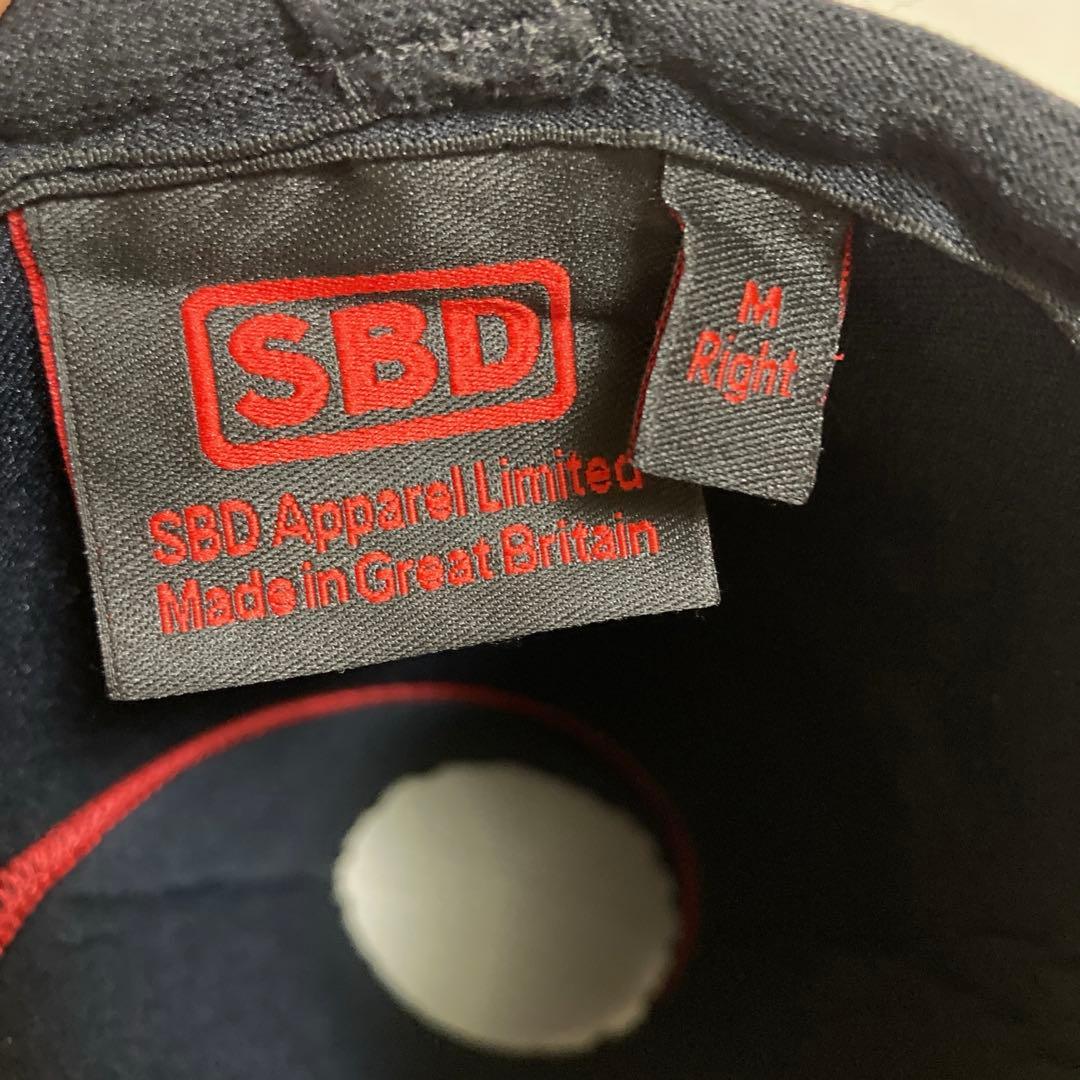 SBD
SBD Apparel Limited
Made in Great Britain
M
Right